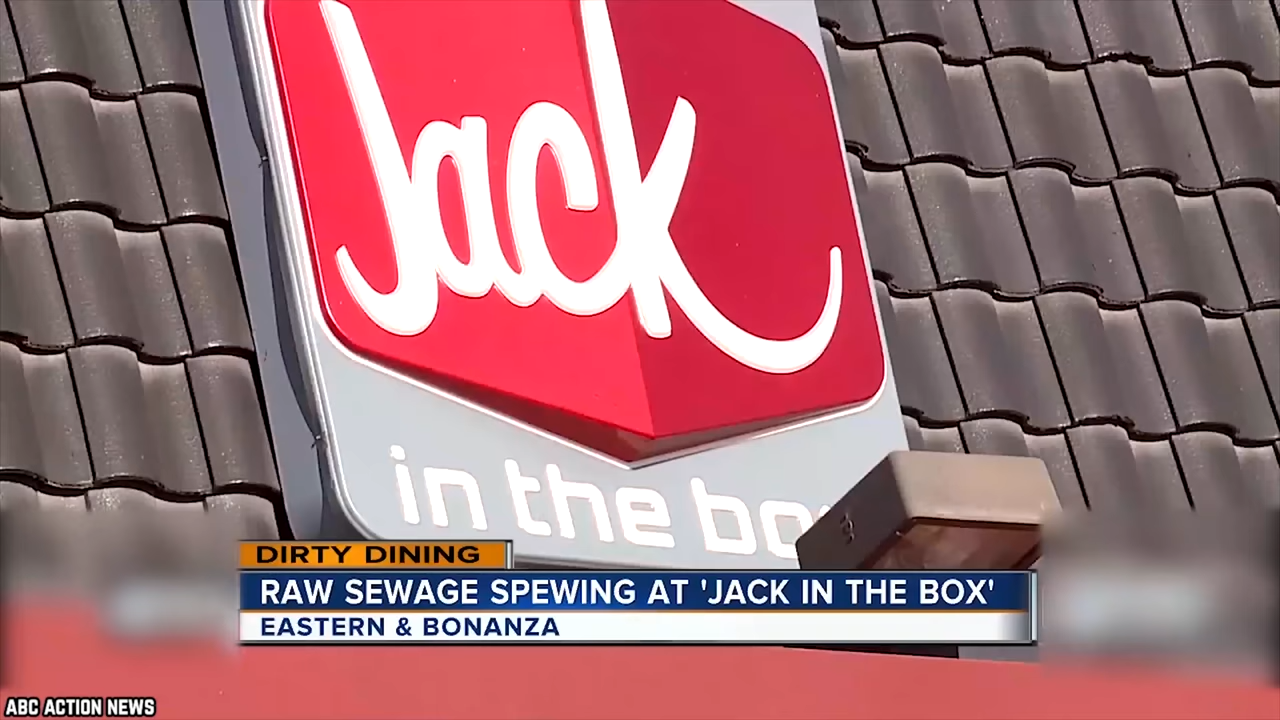 Jack
in the bo
DIRTY DINING
RAW SEWAGE SPEWING AT 'JACK IN THE BOX'
EASTERN & BONANZA
ABC ACTION NEWS